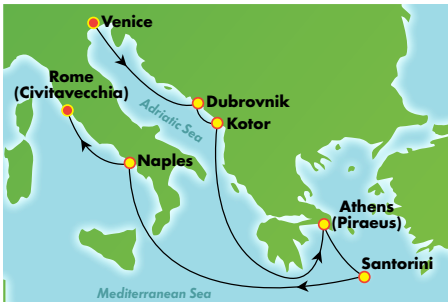 Venice
Rome
(Civitavecchia)
Dubrovnik
Adriatic Sea
Kotor
Naples
Athens
(Piraeus)
Santorini
Mediterranean Sea